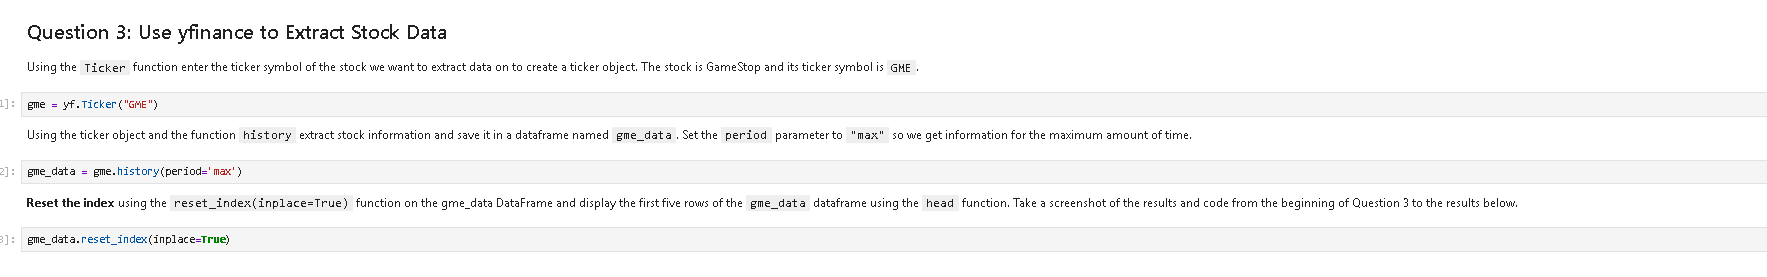 Question 3: Use yfinance to Extract Stock Data
Using the Ticker function enter the ticker symbol of the stock we want to extract data on to create a ticker object. The stock is GameStop and its ticker symbol is GME .
1]: gme = yf.Ticker("GME")
Using the ticker object and the function history extract stock information and save it in a dataframe named gme_data . Set the period parameter to "max" so we get information for the maximum amount of time.
2]: gme_data = gme.history(period='max')
Reset the index using the reset_index(inplace=True) function on the gme_data DataFrame and display the first five rows of the gme_data dataframe using the head function. Take a screenshot of the results and code from the beginning of Question 3 to the results below.
3]: gme_data.reset_index(inplace=True)